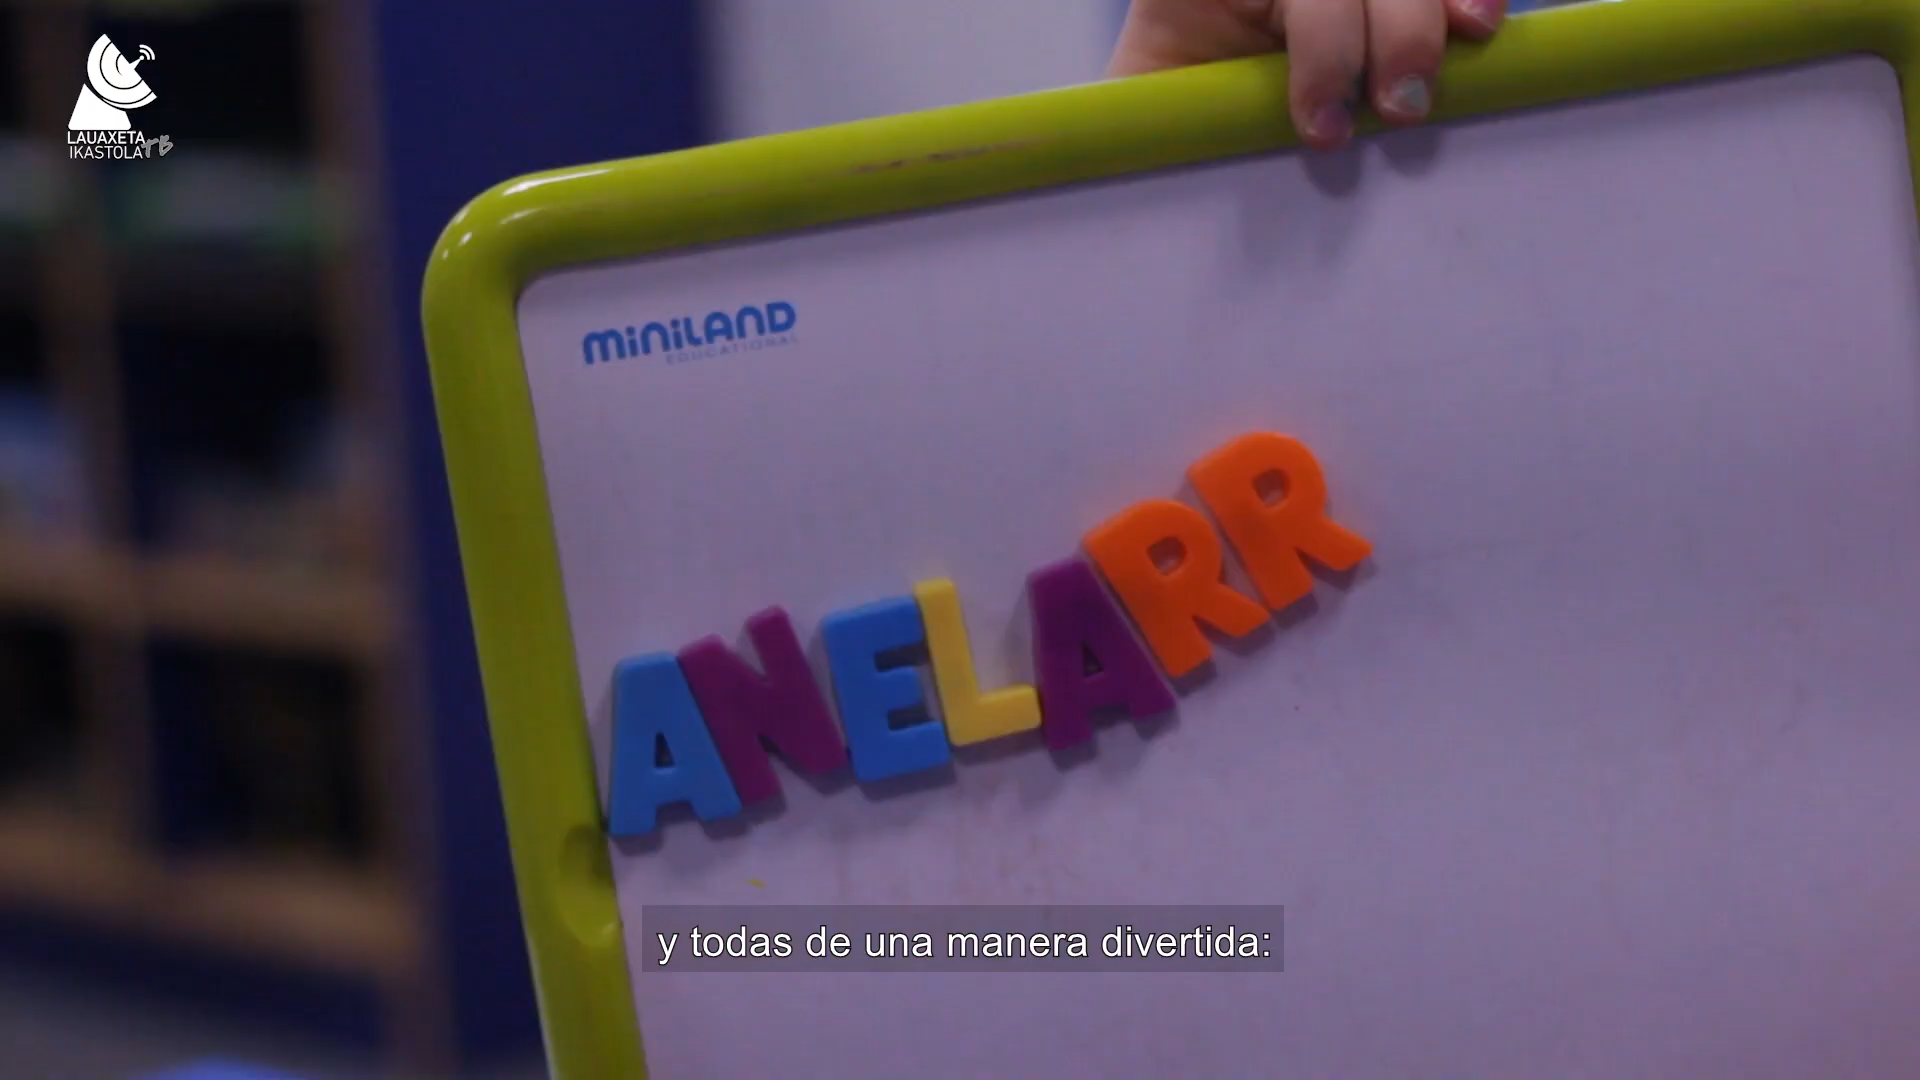 LAUAXETA
IKASTOLA TB
miniland
EDUCATIONAL
ANELARR
y todas de una manera divertida: